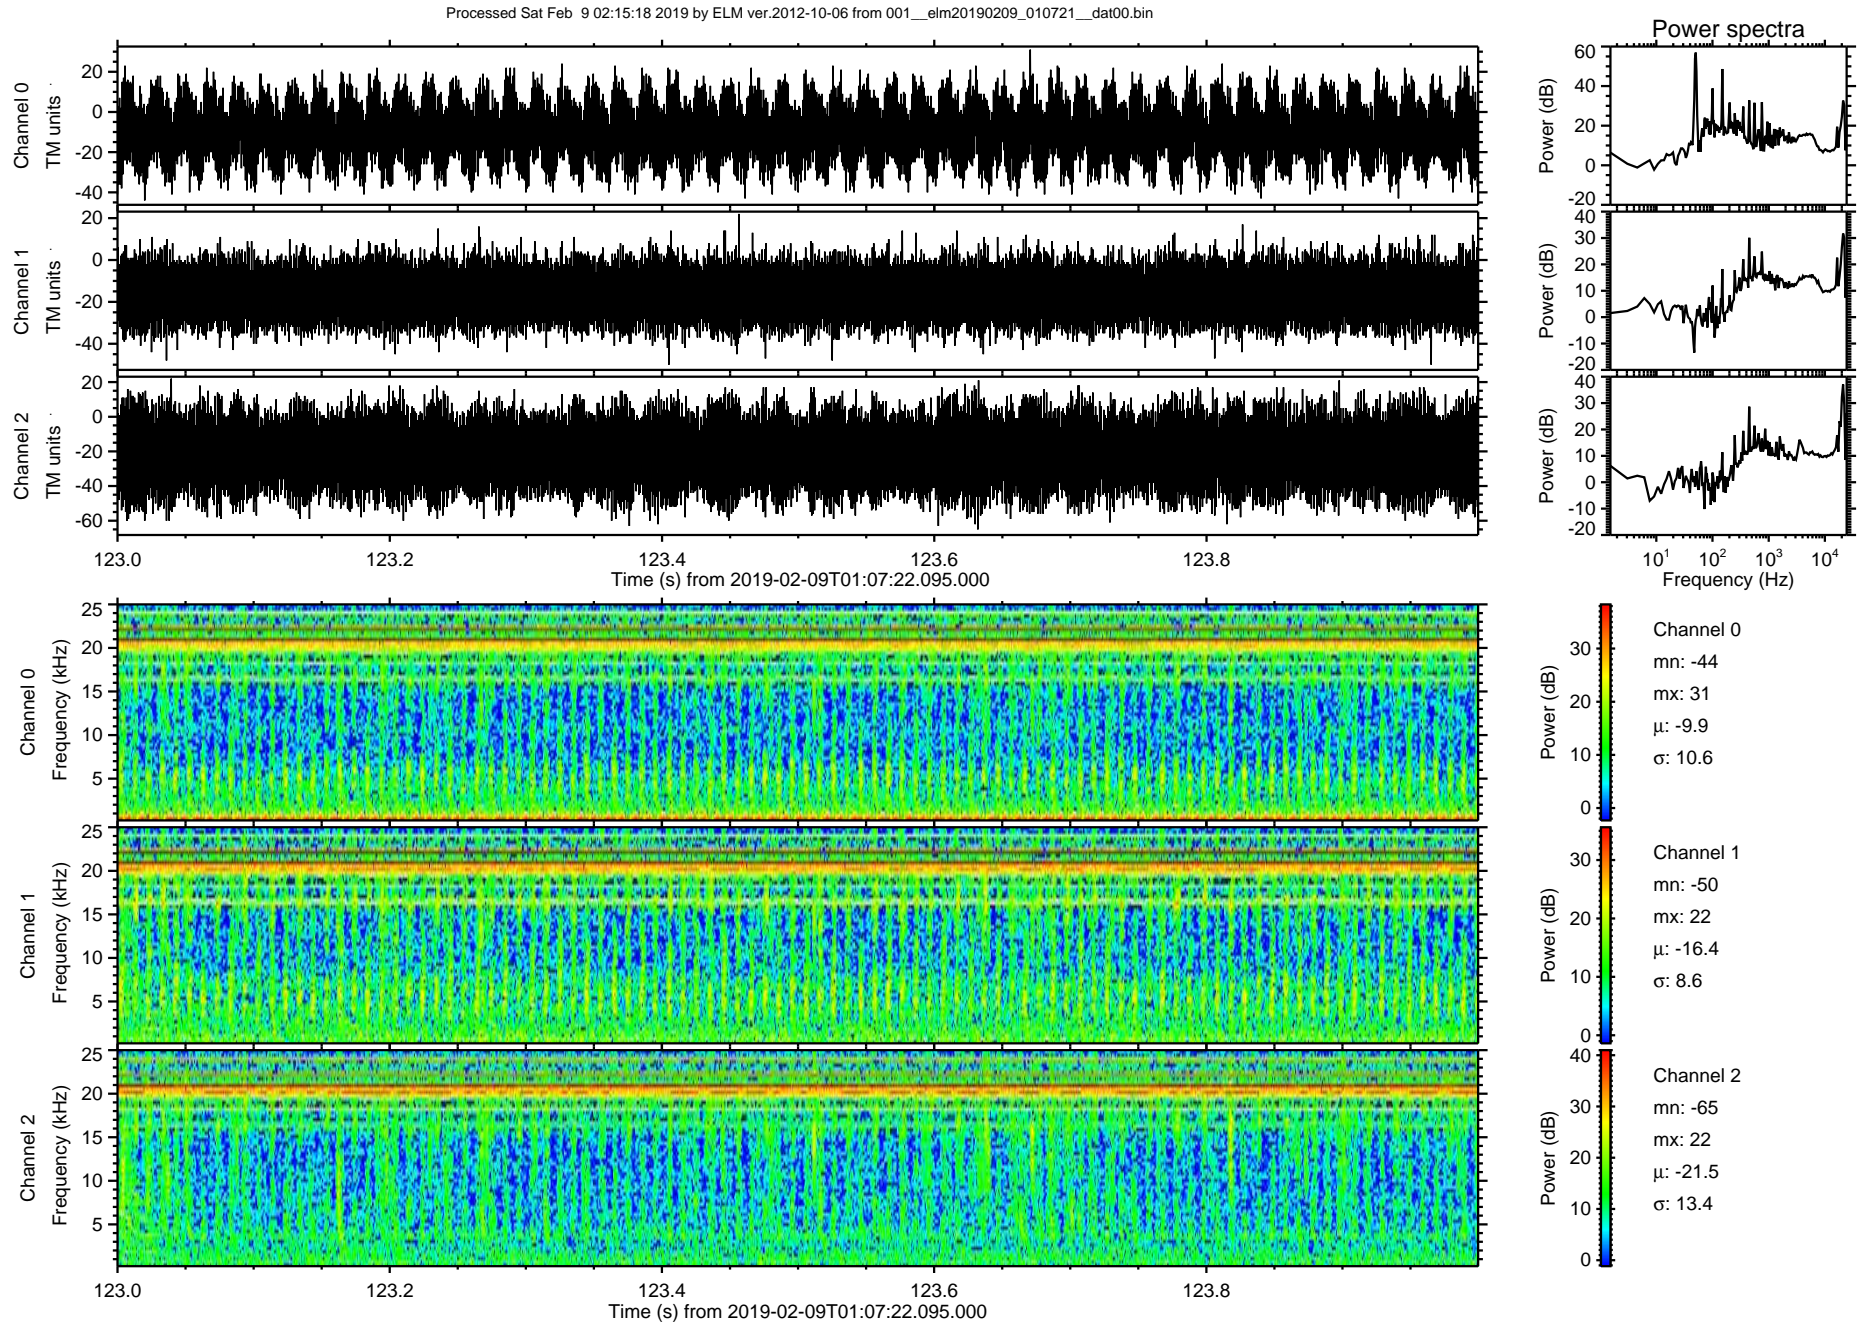 Processed Sat Feb  9 02:15:18 2019 by ELM ver.2012-10-06 from 001__elm20190209_010721__dat00.bin
Power spectra
Channel 0
TM units
20
0
-20
-40
Power (dB)
60
40
20
0
-20
Channel 1
TM units
20
0
-20
-40
Power (dB)
40
30
20
10
0
-10
-20
Channel 2
TM units
20
0
-20
-40
-60
Power (dB)
40
30
20
10
0
-10
-20
123.0 123.2 123.4 123.6 123.8
Time (s) from 2019-02-09T01:07:22.095.000
10^1 10^2 10^3 10^4
Frequency (Hz)
Channel 0
Frequency (kHz)
25
20
15
10
5
Power (dB)
30
20
10
0
Channel 0
mn: -44
mx: 31
μ: -9.9
σ: 10.6
Channel 1
Frequency (kHz)
25
20
15
10
5
Power (dB)
30
20
10
0
Channel 1
mn: -50
mx: 22
μ: -16.4
σ: 8.6
Channel 2
Frequency (kHz)
25
20
15
10
5
Power (dB)
40
30
20
10
0
Channel 2
mn: -65
mx: 22
μ: -21.5
σ: 13.4
123.0 123.2 123.4 123.6 123.8
Time (s) from 2019-02-09T01:07:22.095.000